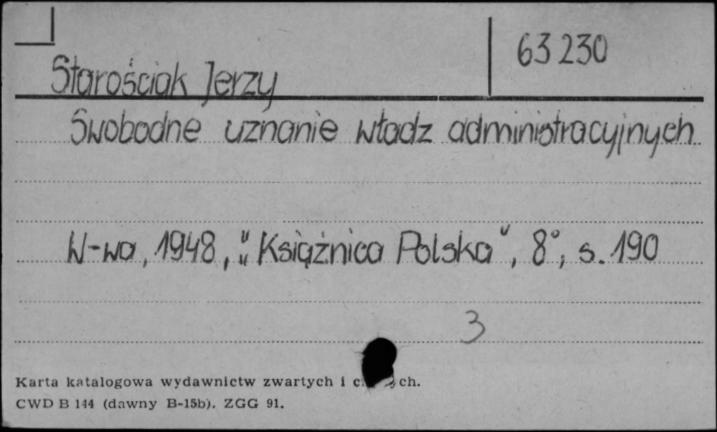 63230
Starościak Jerzy
Swobodne uznanie władz administracyjnych
W-wa, 1948, "Książnica Polska", 8°, s. 190
3
Karta katalogowa wydawnictw zwartych i
CWD B 144 (dawny B-15b). ZGG 91.